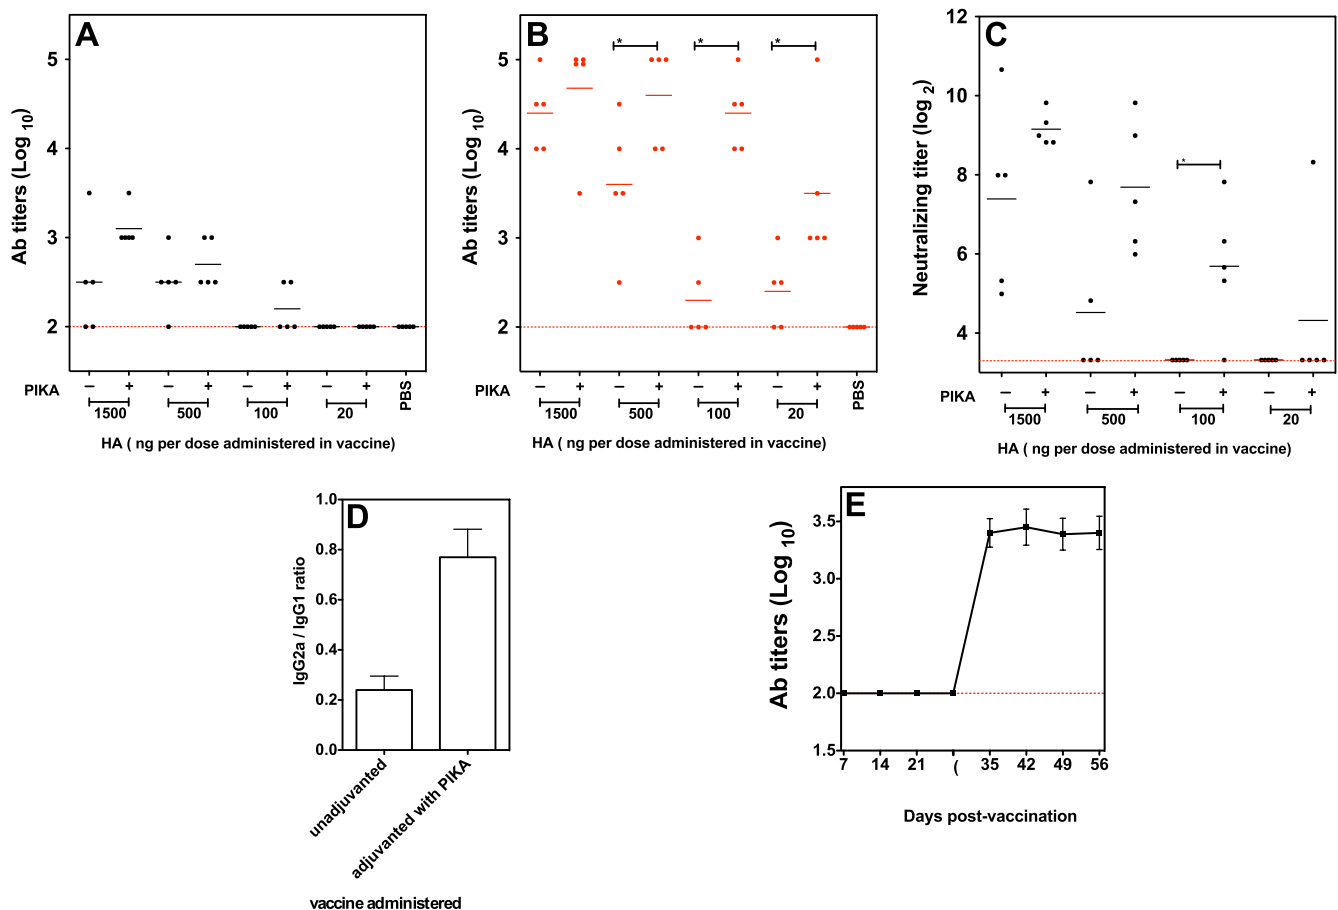 A
Ab titers (Log 10)
5
4
3
2
PIKA
– + – + – + – + PBS
1500 500 100 20
HA ( ng per dose administered in vaccine)
B
Ab titers (Log 10)
5
4
3
2
* * *
PIKA
– + – + – + – + PBS
1500 500 100 20
HA ( ng per dose administered in vaccine)
C
Neutralizing titer (log 2)
12
10
8
6
4
*
PIKA
– + – + – + – +
1500 500 100 20
HA ( ng per dose administered in vaccine)
D
IgG2a / IgG1 ratio
1.0
0.8
0.6
0.4
0.2
0.0
unadjuvanted
adjuvanted with PIKA
vaccine administered
E
Ab titers (Log 10)
3.5
3.0
2.5
2.0
1.5
7 14 21 ( 35 42 49 56
Days post-vaccination